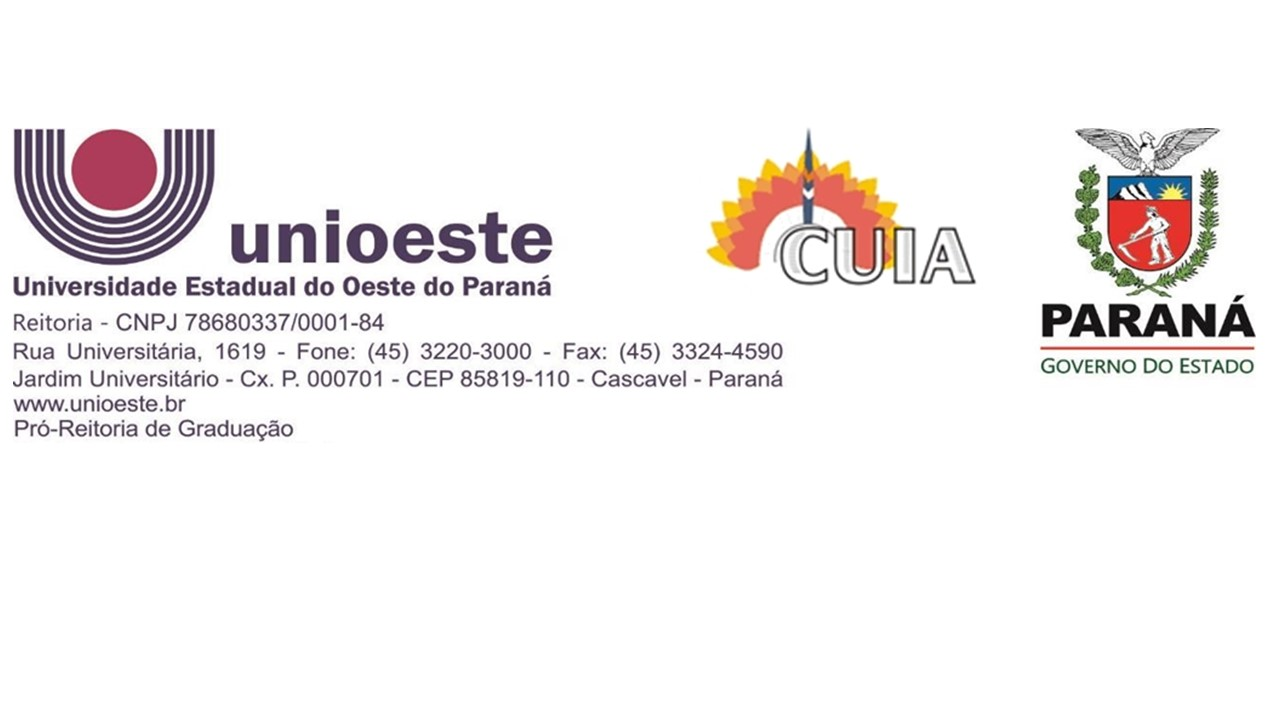 unioeste
Universidade Estadual do Oeste do Paraná
Reitoria - CNPJ 78680337/0001-84
Rua Universitária, 1619 - Fone: (45) 3220-3000 - Fax: (45) 3324-4590
Jardim Universitário - Cx. P. 000701 - CEP 85819-110 - Cascavel - Paraná
www.unioeste.br
Pró-Reitoria de Graduação
CUIA
PARANÁ
GOVERNO DO ESTADO